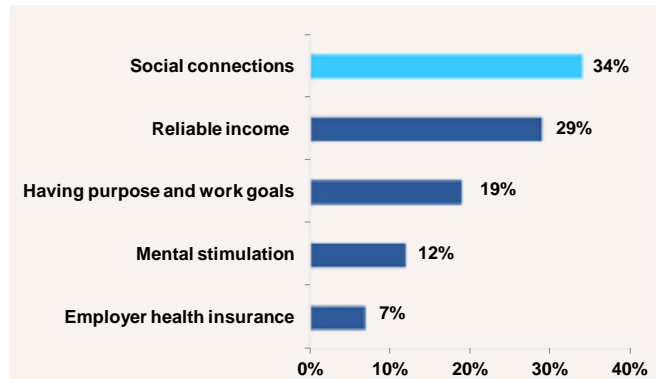 Social connections 34%
Reliable income 29%
Having purpose and work goals 19%
Mental stimulation 12%
Employer health insurance 7%
0% 10% 20% 30% 40%